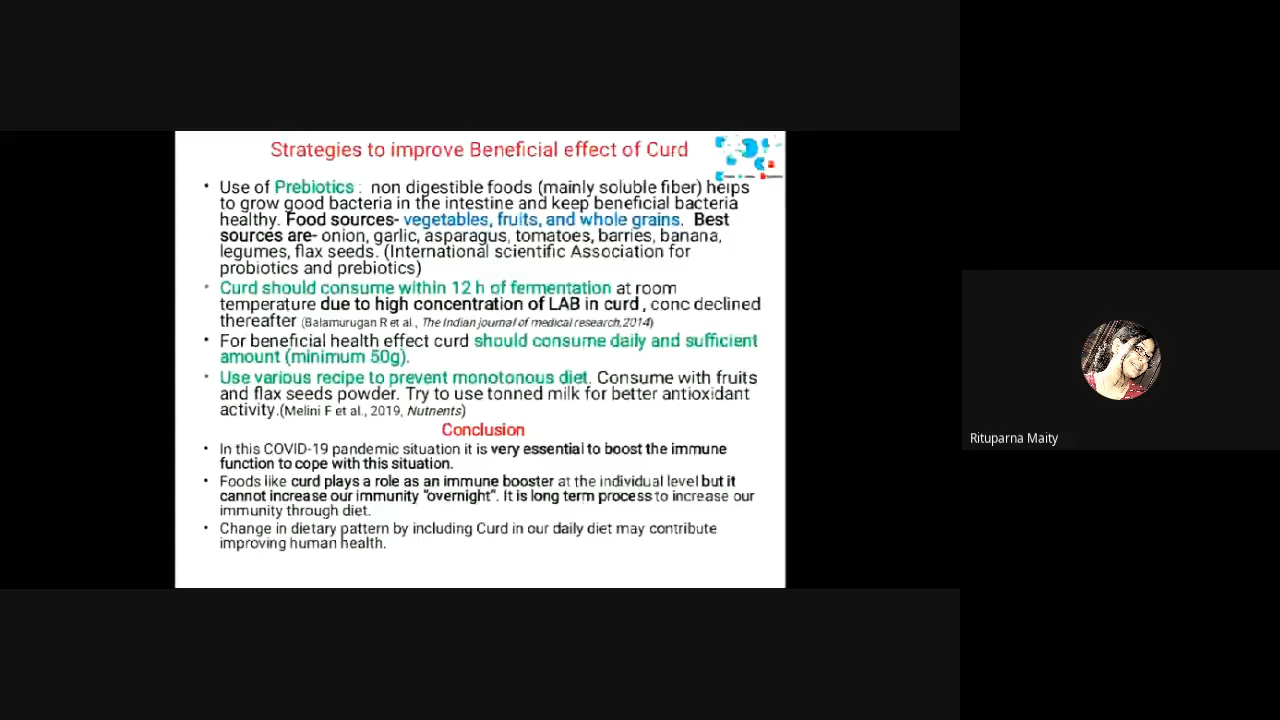 Strategies to improve Beneficial effect of Curd
• Use of Prebiotics : non digestible foods (mainly soluble fiber) helps
to grow good bacteria in the intestine and keep beneficial bacteria
healthy. Food sources- vegetables, fruits, and whole grains. Best
sources are- onion, garlic, asparagus, tomatoes, barries, banana,
legumes, flax seeds. (International scientific Association for
probiotics and prebiotics)
• Curd should consume within 12 h of fermentation at room
temperature due to high concentration of LAB in curd, conc declined
thereafter (Balamurugan R et al., The Indian journal of medical research,2014)
• For beneficial health effect curd should consume daily and sufficient
amount (minimum 50g).
• Use various recipe to prevent monotonous diet. Consume with fruits
and flax seeds powder. Try to use tonned milk for better antioxidant
activity.(Melini F et al., 2019, Nutrents)
Conclusion
• In this COVID-19 pandemic situation it is very essential to boost the immune
function to cope with this situation.
• Foods like curd plays a role as an immune booster at the individual level but it
cannot increase our immunity “overnight”. It is long term process to increase our
immunity through diet.
• Change in dietary pattern by including Curd in our daily diet may contribute
improving human health.
Rituparna Maity